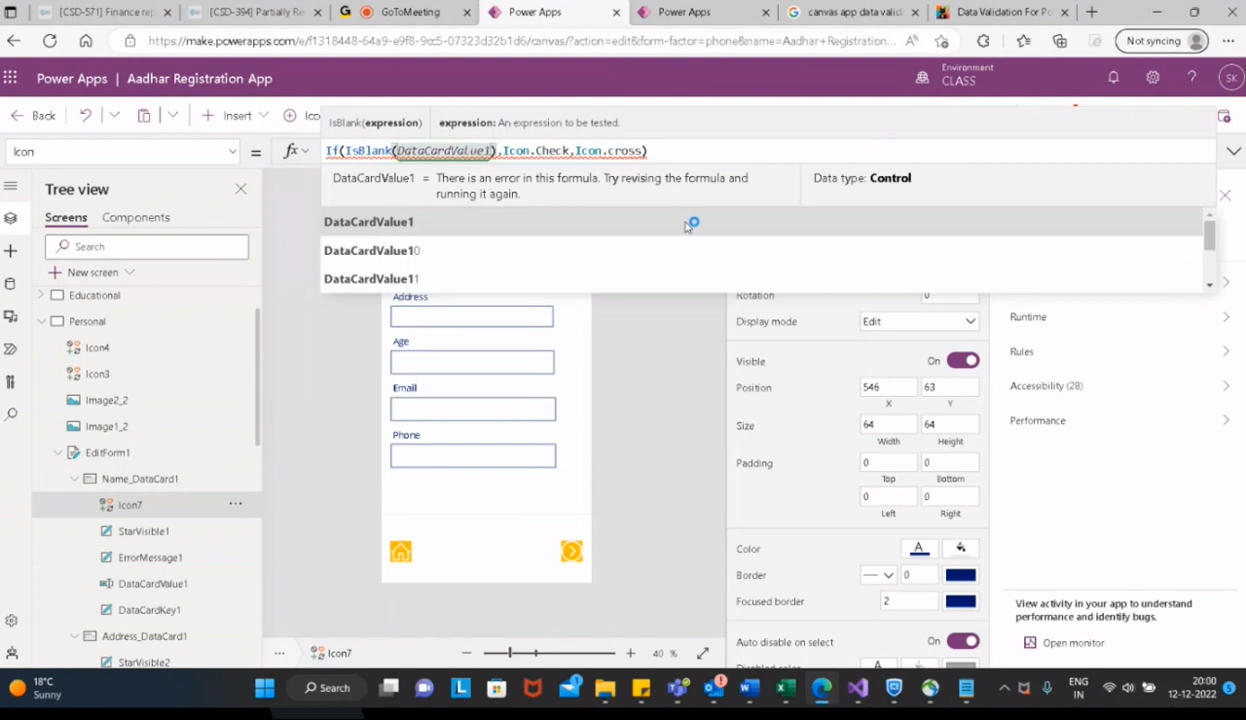 [CSD-571] Finance rep
[CSD-394] Partially Re
GoToMeeting
Power Apps
Power Apps
canvas app data valid
Data Validation For Po
https://make.powerapps.com/e/f1318448-64a9-e9f8-9cc5-07323d32b1d6/canvas/?action=edit&form-factor=phone&name=Aadhar+Registration...
Not syncing
Power Apps | Aadhar Registration App
Environment
CLASS
SK
Back
Insert
Ico
IsBlank(expression) expression: An expression to be tested.
Icon
= fx
If(IsBlank(DataCardValue1),Icon.Check,Icon.cross)
DataCardValue1 = There is an error in this formula. Try revising the formula and
running it again.
Data type: Control
DataCardValue1
DataCardValue10
DataCardValue11
Tree view
Screens Components
Search
New screen
Educational
Personal
Icon4
Icon3
Image2_2
Image1_2
EditForm1
Name_DataCard1
Icon7
StarVisible1
ErrorMessage1
DataCardValue1
DataCardKey1
Address_DataCard1
StarVisible2
Address
Age
Email
Phone
Icon7
40 %
Rotation 0
Display mode Edit
Visible On
Position 546 63
X Y
Size 64 64
Width Height
Padding 0 0
Top Bottom
0 0
Left Right
Color A
Border 0
Focused border 2
Auto disable on select On
Disabled color A
Runtime
Rules
Accessibility (28)
Performance
View activity in your app to understand
performance and identify bugs.
Open monitor
18°C
Sunny
Search
ENG
IN
20:00
12-12-2022
5